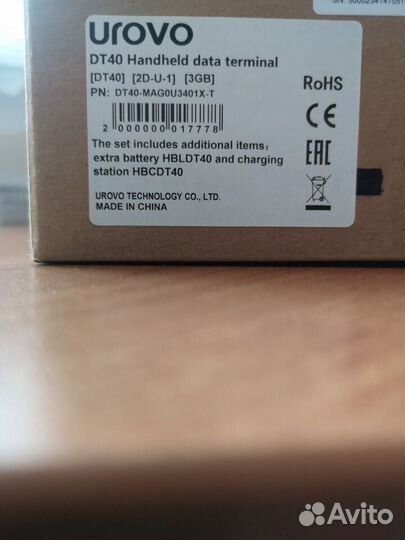 UROVO
DT40 Handheld data terminal
[DT40] [2D-U-1] [3GB]
PN: DT40-MAG0U3401X-T
RoHS
CE
2 000000 017778
EAC
The set includes additional items:
extra battery HBLDT40 and charging
station HBCDT40
UROVO TECHNOLOGY CO., LTD.
MADE IN CHINA
Avito